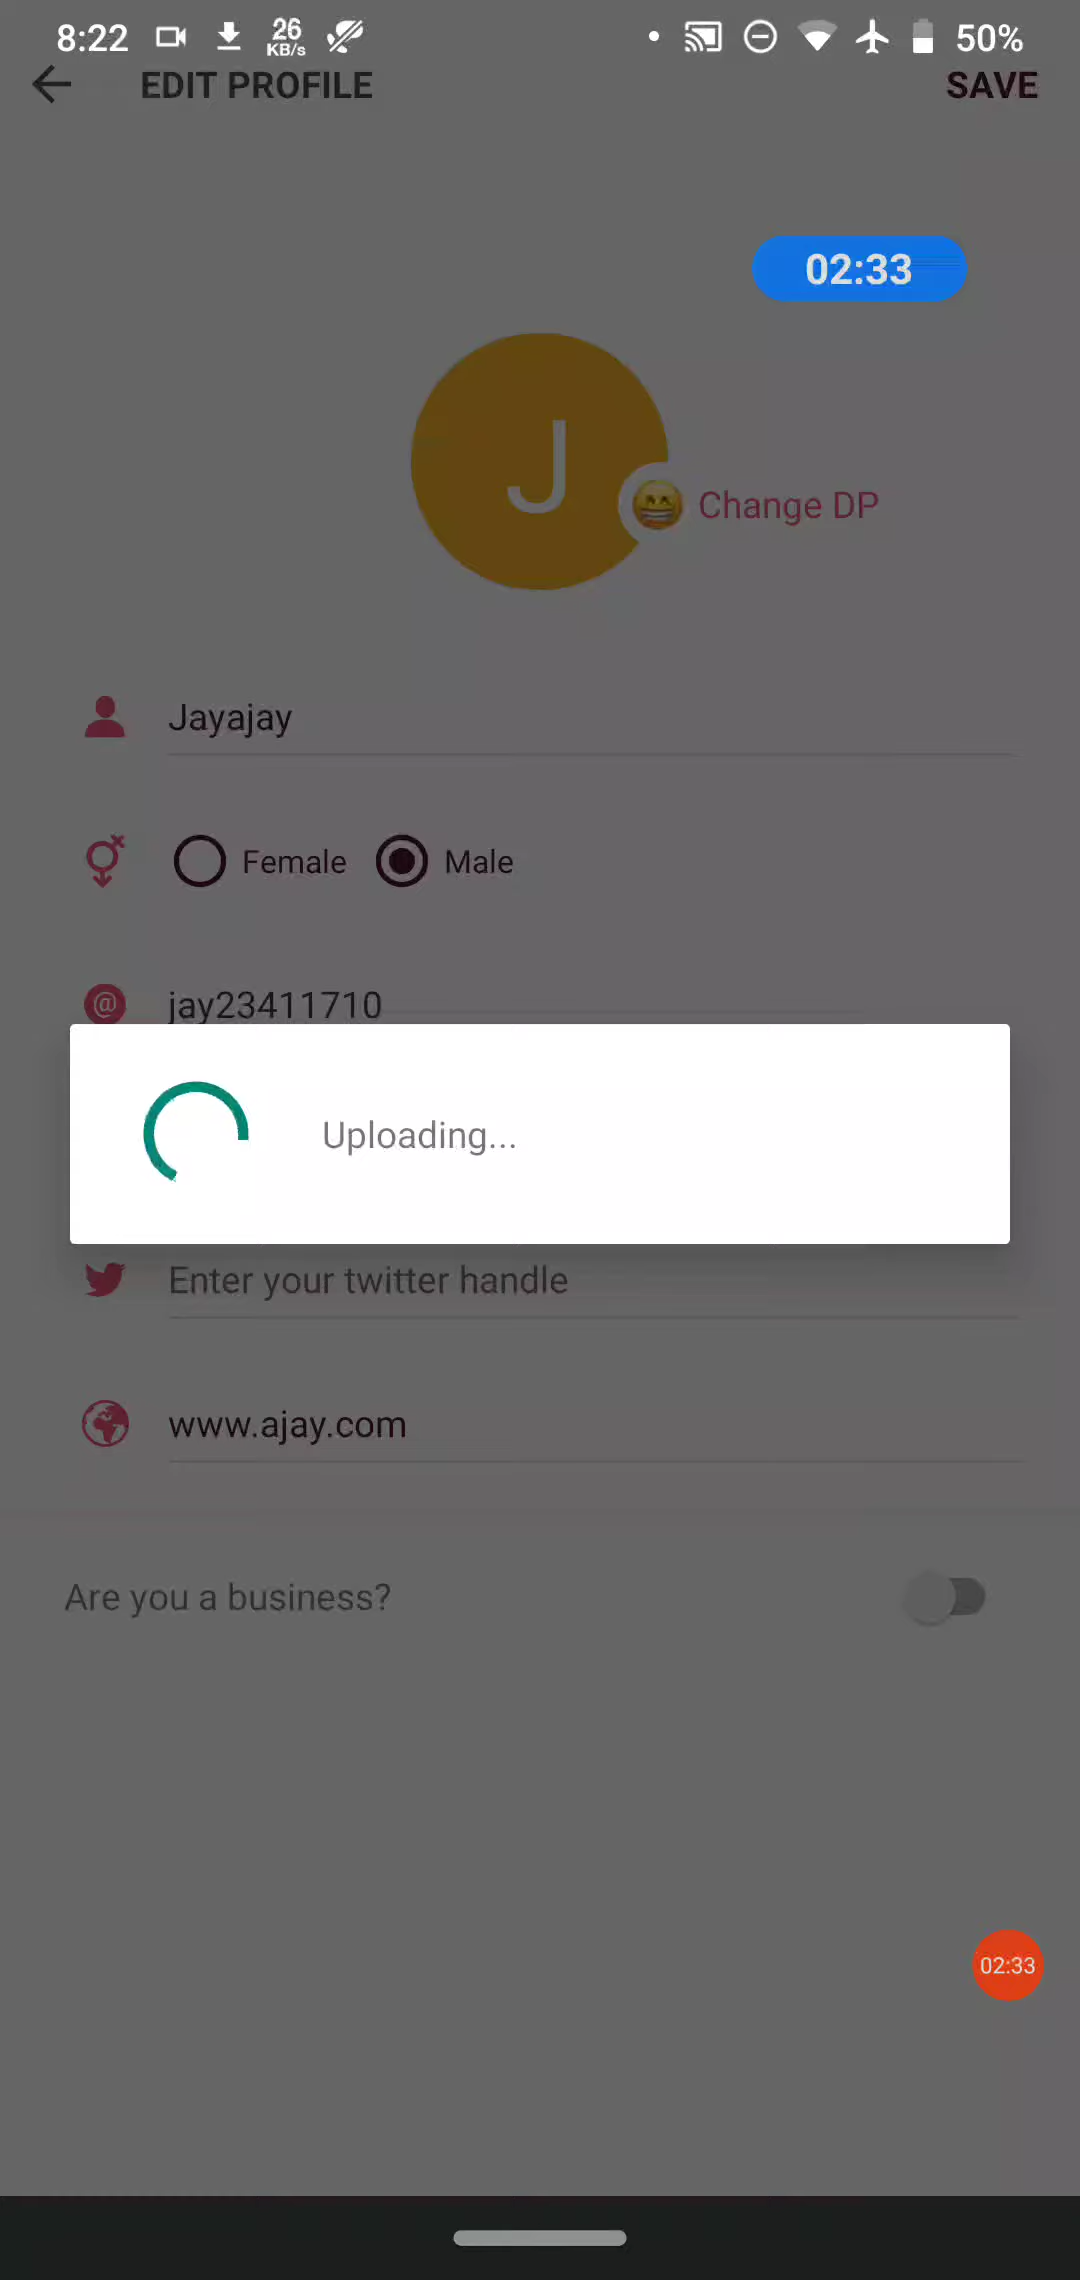 8:22 26 KB/s 50%
EDIT PROFILE SAVE
02:33
J
Change DP
Jayajay
Female Male
@ jay23411710
Uploading...
Enter your twitter handle
www.ajay.com
Are you a business?
02:33